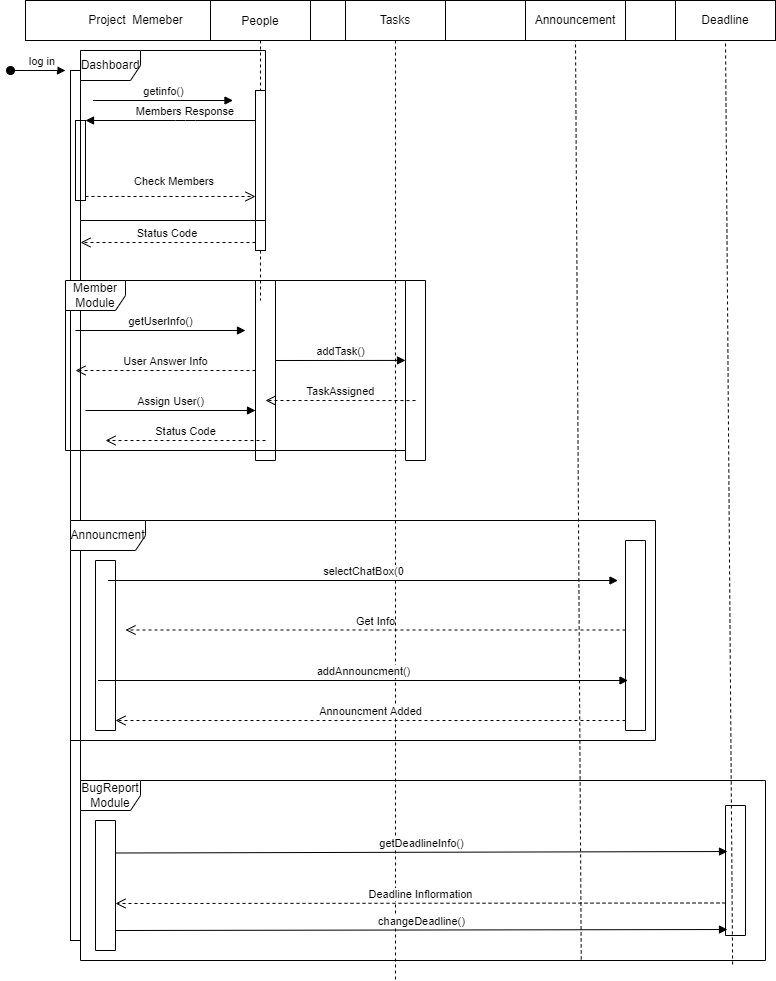 Project Memeber
People
Tasks
Announcement
Deadline
log in
Dashboard
getinfo()
Members Response
Check Members
Status Code
Member
Module
getUserInfo()
addTask()
User Answer Info
TaskAssigned
Assign User()
Status Code
Announcment
selectChatBox(0
Get Info
addAnnouncment()
Announcment Added
BugReport
Module
getDeadlineInfo()
Deadline Inflormation
changeDeadline()